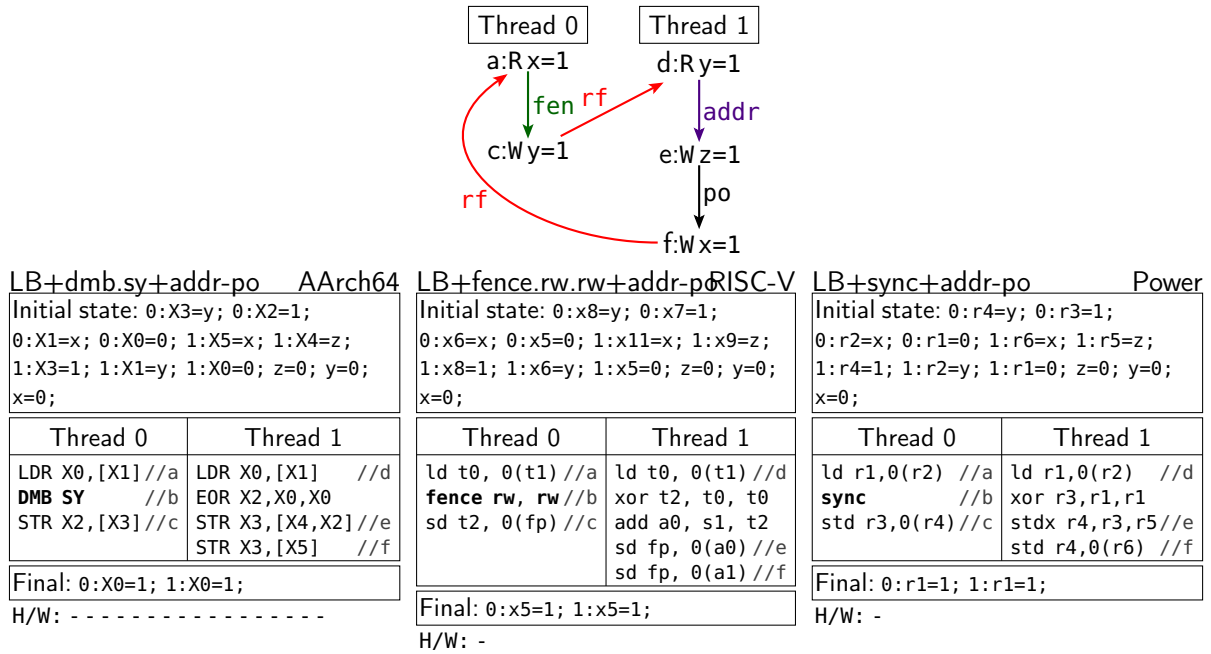 Thread 0 Thread 1
a:R x=1 d:R y=1
fen rf addr
c:W y=1 e:W z=1
rf po
f:W x=1
LB+dmb.sy+addr-po AArch64
Initial state: 0:X3=y; 0:X2=1;
0:X1=x; 0:X0=0; 1:X5=x; 1:X4=z;
1:X3=1; 1:X1=y; 1:X0=0; z=0; y=0;
x=0;
Thread 0 Thread 1
LDR X0,[X1]//a LDR X0,[X1] //d
DMB SY //b EOR X2,X0,X0
STR X2,[X3]//c STR X3,[X4,X2]//e
STR X3,[X5] //f
Final: 0:X0=1; 1:X0=1;
H/W: - - - - - - - - - - - - - - - - -
LB+fence.rw.rw+addr-po RISC-V
Initial state: 0:x8=y; 0:x7=1;
0:x6=x; 0:x5=0; 1:x11=x; 1:x9=z;
1:x8=1; 1:x6=y; 1:x5=0; z=0; y=0;
x=0;
Thread 0 Thread 1
ld t0, 0(t1)//a ld t0, 0(t1)//d
fence rw, rw//b xor t2, t0, t0
sd t2, 0(fp)//c add a0, s1, t2
sd fp, 0(a0)//e
sd fp, 0(a1)//f
Final: 0:x5=1; 1:x5=1;
H/W: -
LB+sync+addr-po Power
Initial state: 0:r4=y; 0:r3=1;
0:r2=x; 0:r1=0; 1:r6=x; 1:r5=z;
1:r4=1; 1:r2=y; 1:r1=0; z=0; y=0;
x=0;
Thread 0 Thread 1
ld r1,0(r2) //a ld r1,0(r2) //d
sync //b xor r3,r1,r1
std r3,0(r4)//c stdx r4,r3,r5//e
std r4,0(r6) //f
Final: 0:r1=1; 1:r1=1;
H/W: -